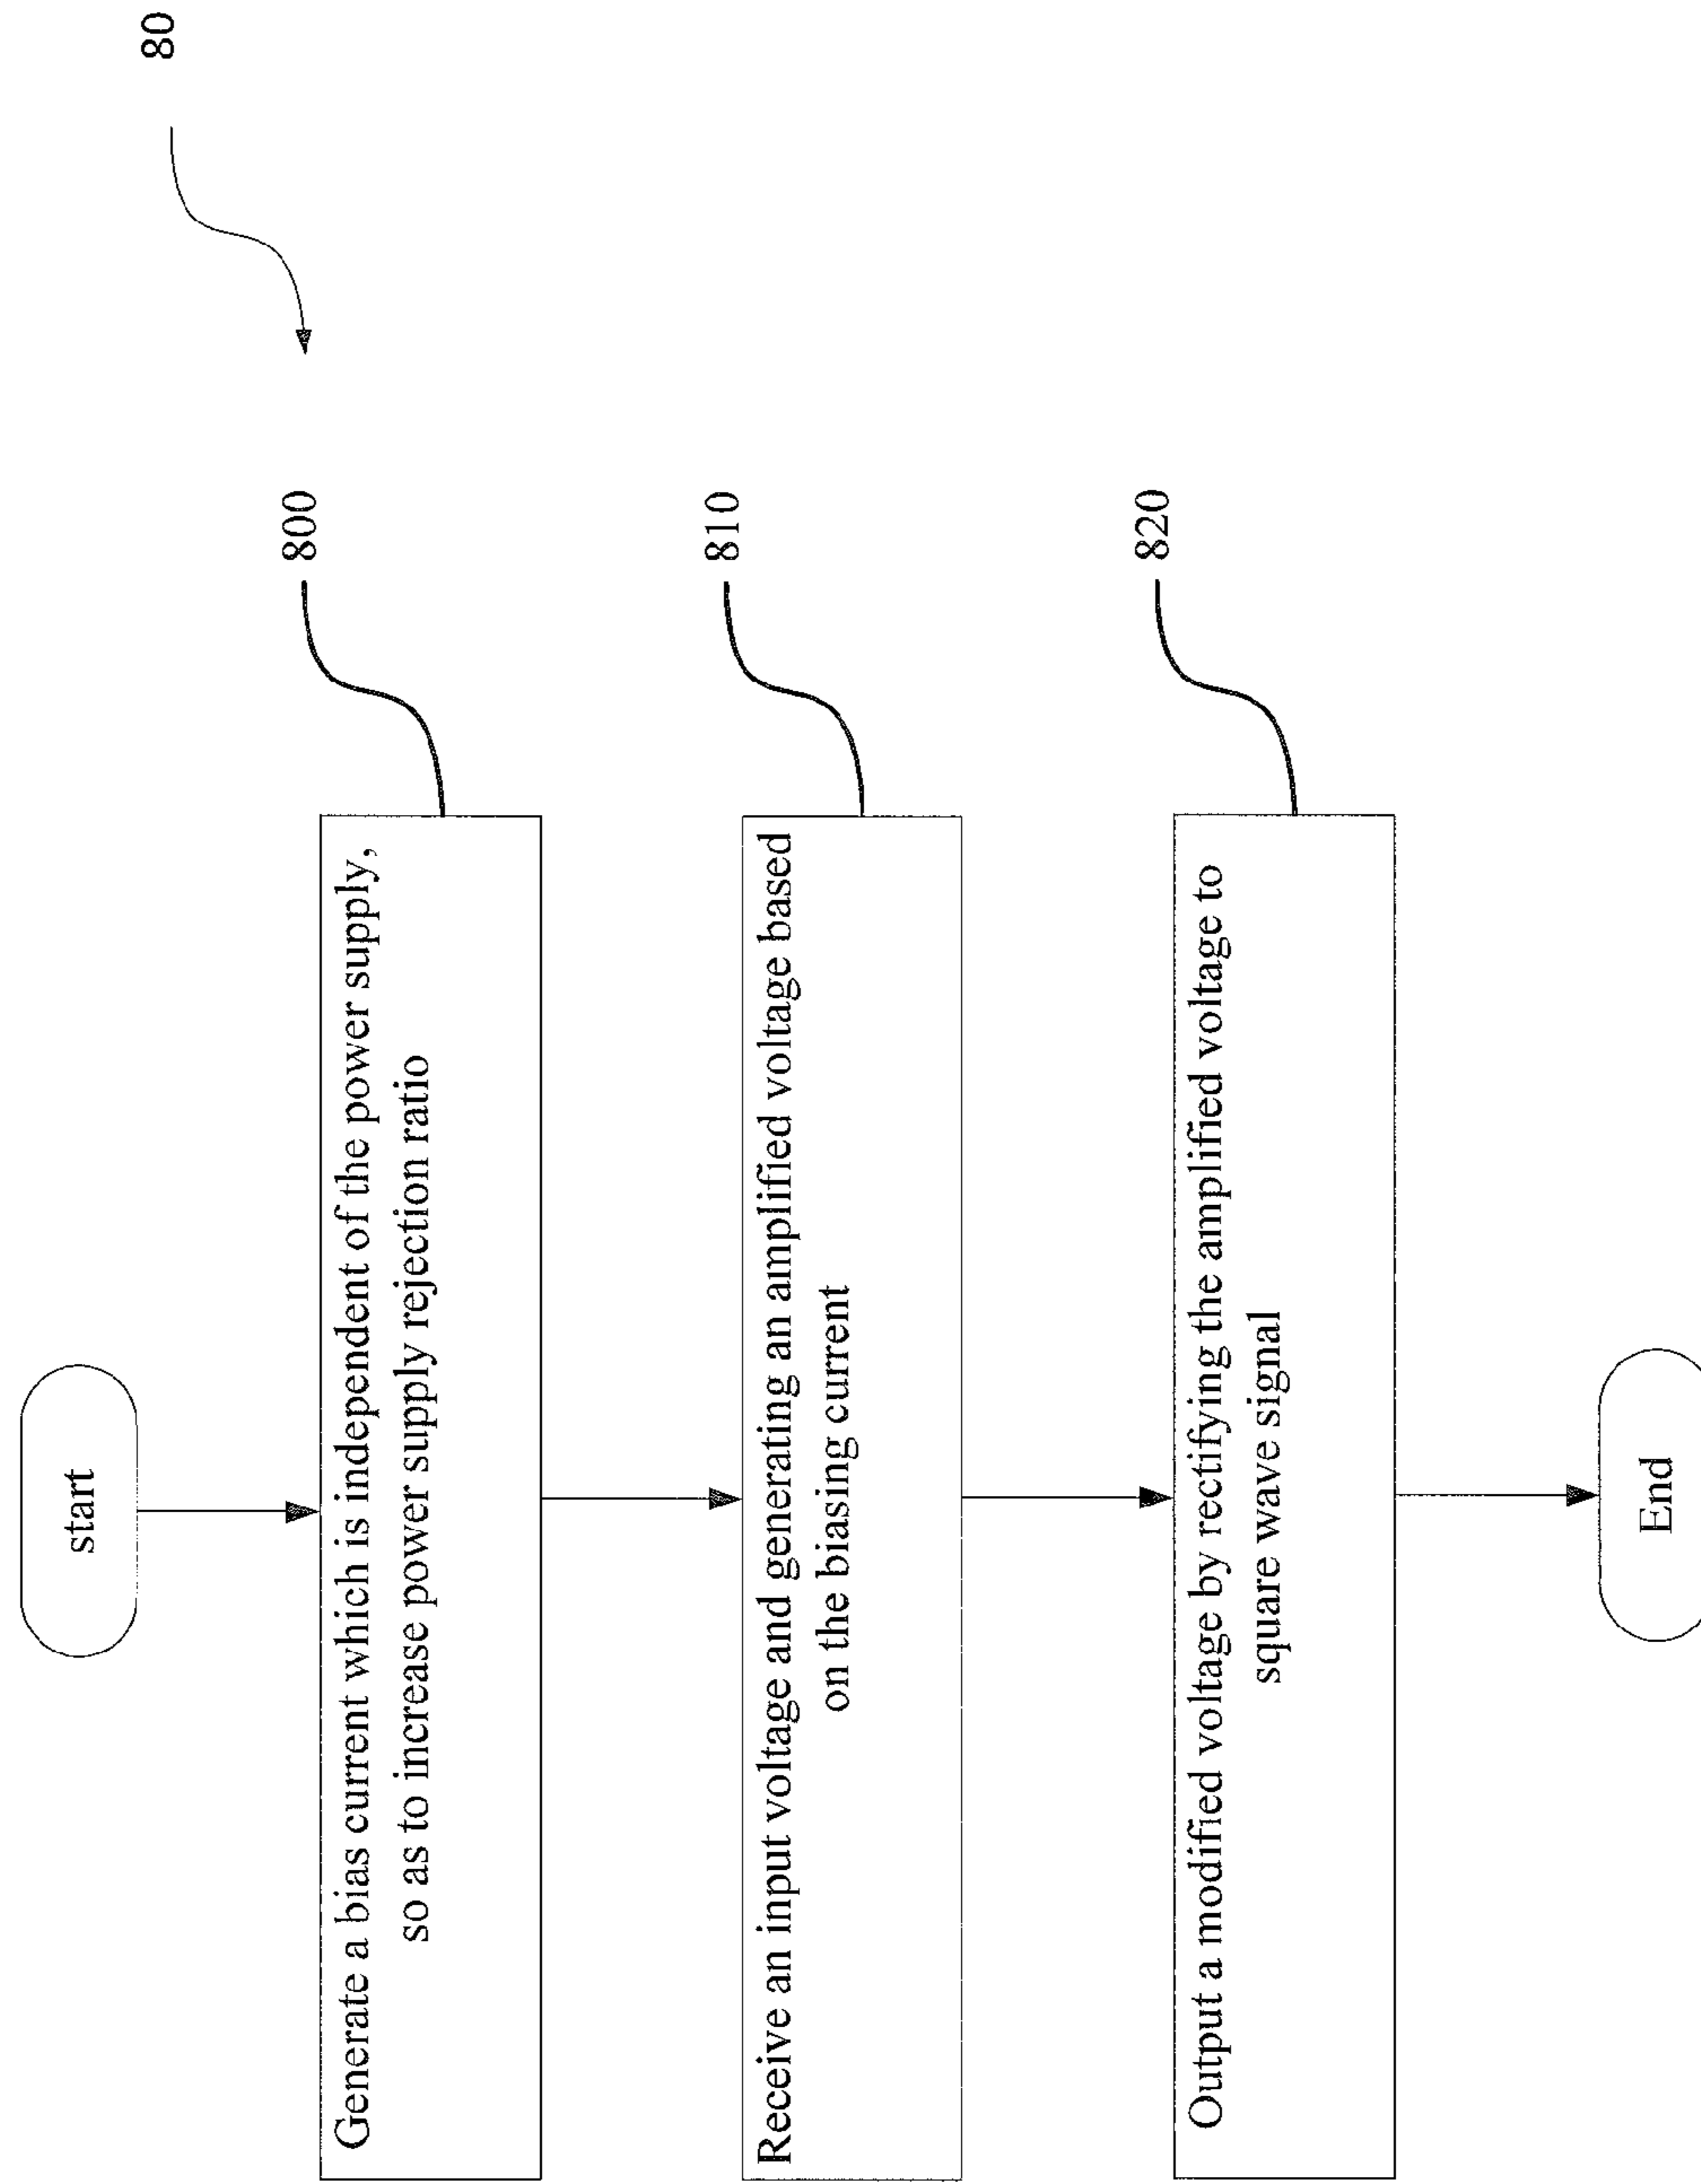 80
start
Generate a bias current which is independent of the power supply,
so as to increase power supply rejection ratio
800
Receive an input voltage and generating an amplified voltage based
on the biasing current
810
Output a modified voltage by rectifying the amplified voltage to
square wave signal
820
End